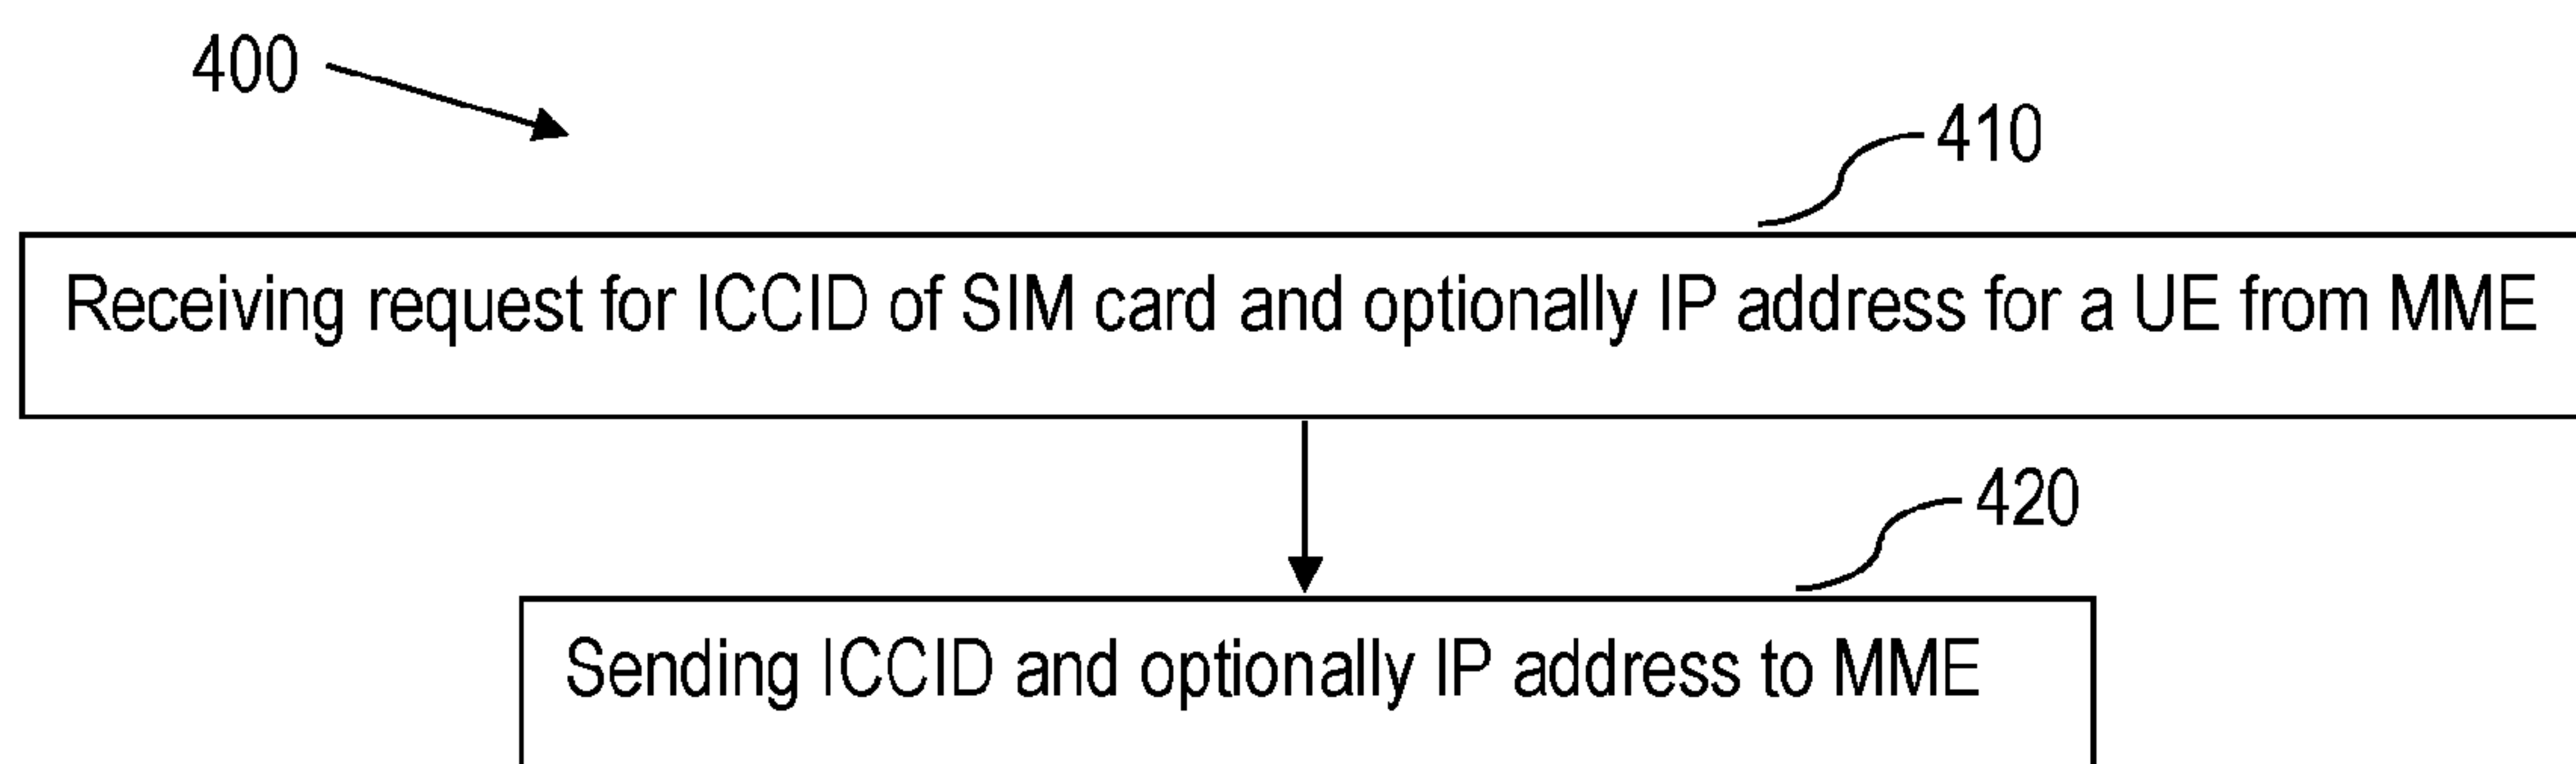 400
410
Receiving request for ICCID of SIM card and optionally IP address for a UE from MME
420
Sending ICCID and optionally IP address to MME